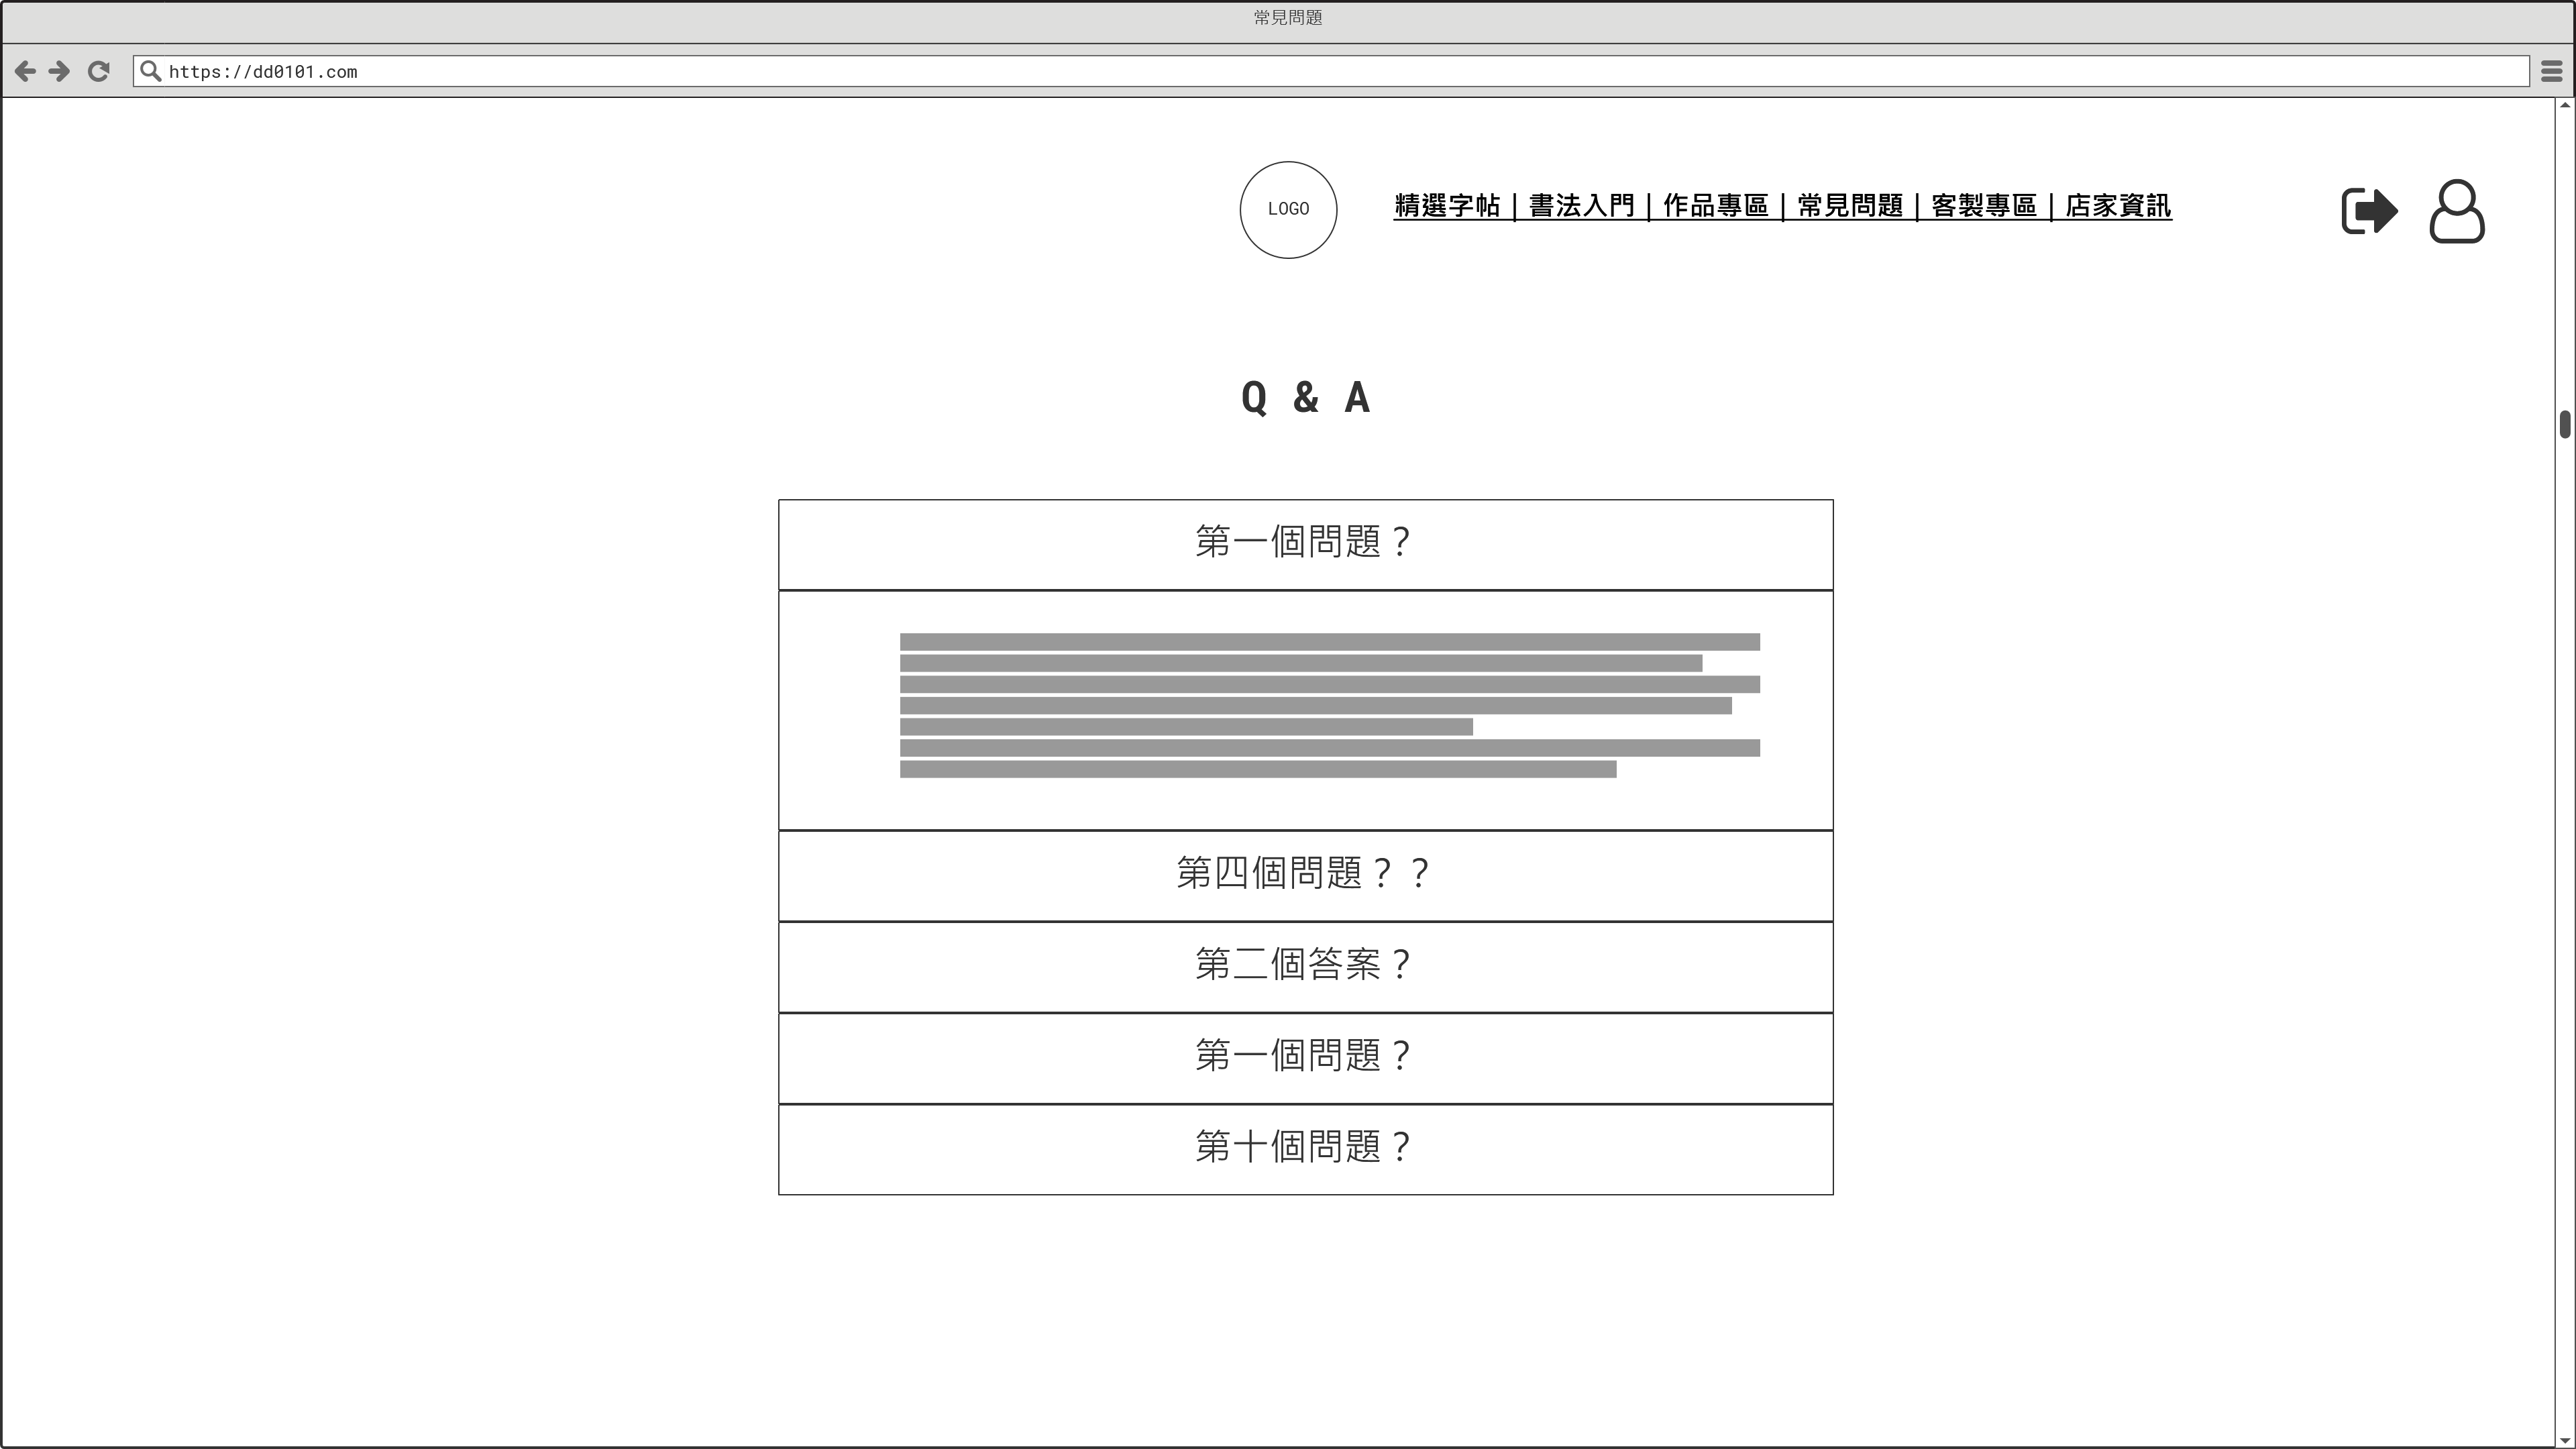 常見問題
https://dd0101.com
LOGO
精選字帖 | 書法入門 | 作品專區 | 常見問題 | 客製專區 | 店家資訊
Q & A
第一個問題？
第四個問題？？
第二個答案？
第一個問題？
第十個問題？